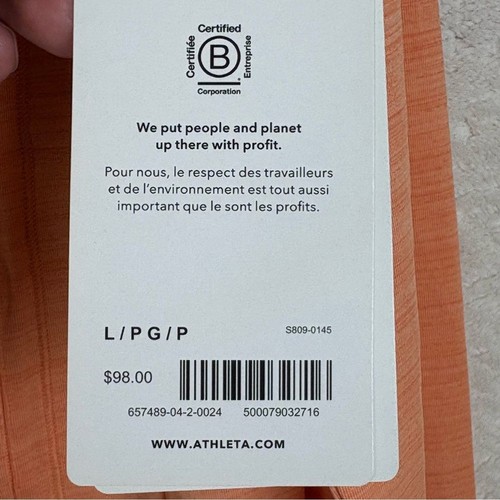 Certified
Certifiée
B
Entreprise
Corporation
We put people and planet
up there with profit.
Pour nous, le respect des travailleurs
et de l'environnement est tout aussi
important que le sont les profits.
L/PG/P
S809-0145
$98.00
657489-04-2-0024 500079032716
WWW.ATHLETA.COM